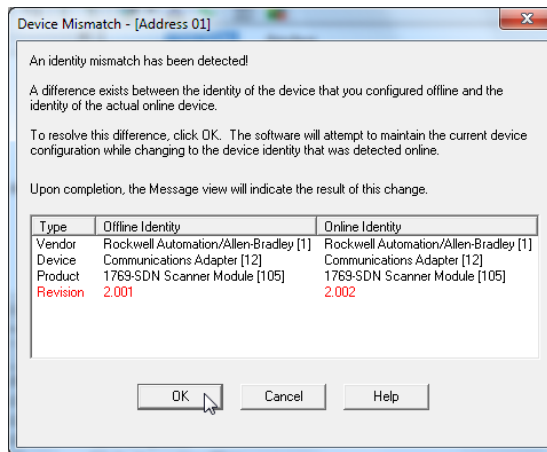 Device Mismatch - [Address 01]
An identity mismatch has been detected!
A difference exists between the identity of the device that you configured offline and the
identity of the actual online device.
To resolve this difference, click OK. The software will attempt to maintain the current device
configuration while changing to the device identity that was detected online.
Upon completion, the Message view will indicate the result of this change.
Type Offline Identity Online Identity
Vendor Rockwell Automation/Allen-Bradley [1] Rockwell Automation/Allen-Bradley [1]
Device Communications Adapter [12] Communications Adapter [12]
Product 1769-SDN Scanner Module [105] 1769-SDN Scanner Module [105]
Revision 2.001 2.002
OK Cancel Help